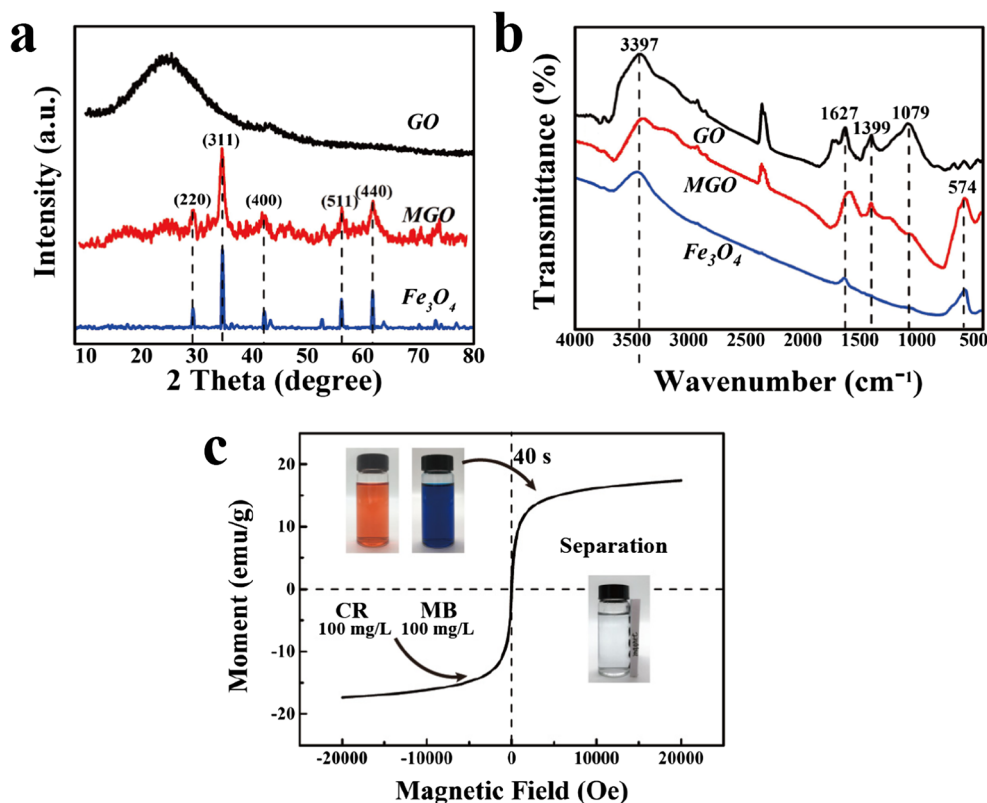 a
Intensity (a.u.)
GO
(311)
(220)
(400)
(511)
(440)
MGO
Fe₃O₄
10 20 30 40 50 60 70 80
2 Theta (degree)
b
Transmittance (%)
3397
1627
1399
1079
GO
MGO
574
Fe₃O₄
4000 3500 2500 2000 1500 1000 500
Wavenumber (cm⁻¹)
c
Moment (emu/g)
20
10
0
-10
-20
40 s
Separation
CR MB
100 mg/L 100 mg/L
-20000 -10000 0 10000 20000
Magnetic Field (Oe)